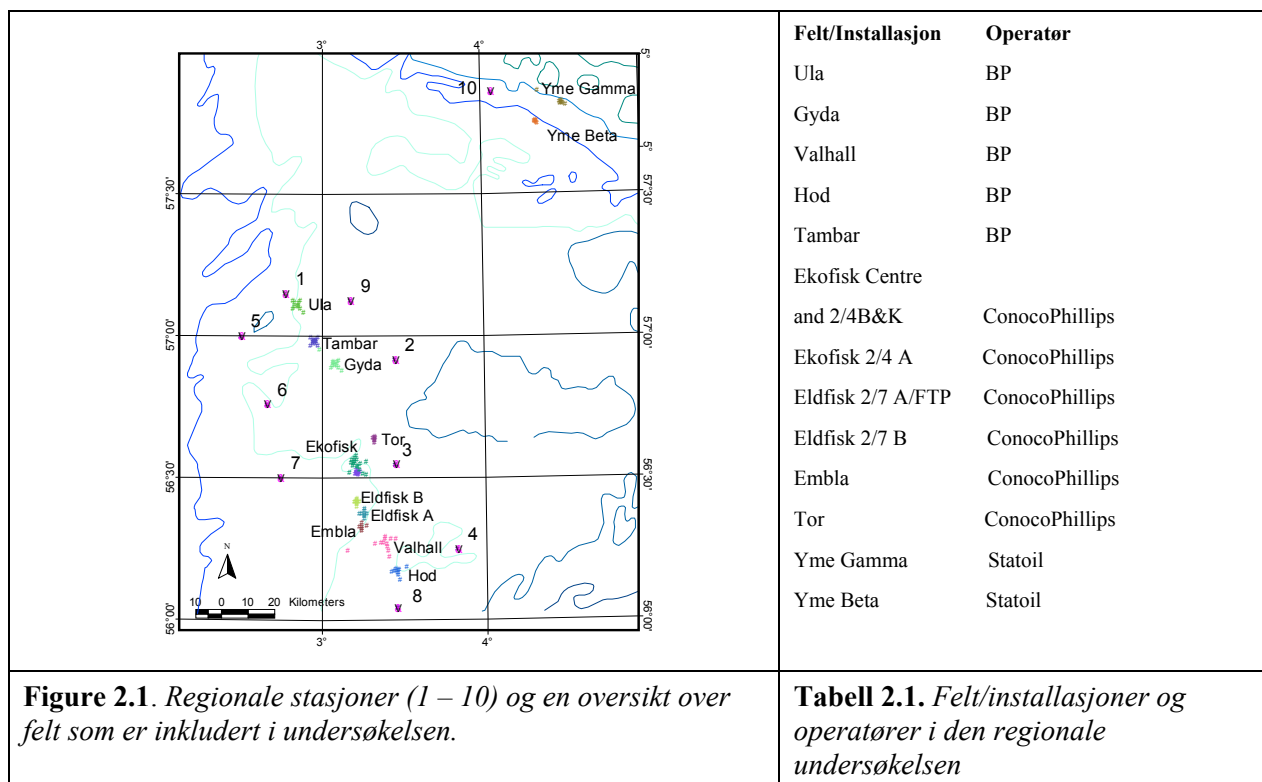 3° 4°
5°
10 Yme Gamma
Yme Beta
5°
57°30' 57°30'
1 9
Ula
5
57°00' 57°00'
Tambar 2
Gyda
6
Tor
Ekofisk 3
7
56°30' 56°30'
Eldfisk B
Eldfisk A
Embla 4
Valhall
N
Hod
10 0 10 20 Kilometers
8
56°00' 56°00'
3° 4°
Felt/Installasjon Operatør
Ula BP
Gyda BP
Valhall BP
Hod BP
Tambar BP
Ekofisk Centre
and 2/4B&K ConocoPhillips
Ekofisk 2/4 A ConocoPhillips
Eldfisk 2/7 A/FTP ConocoPhillips
Eldfisk 2/7 B ConocoPhillips
Embla ConocoPhillips
Tor ConocoPhillips
Yme Gamma Statoil
Yme Beta Statoil
Figure 2.1. Regionale stasjoner (1 – 10) og en oversikt over
felt som er inkludert i undersøkelsen.
Tabell 2.1. Felt/installasjoner og
operatører i den regionale
undersøkelsen